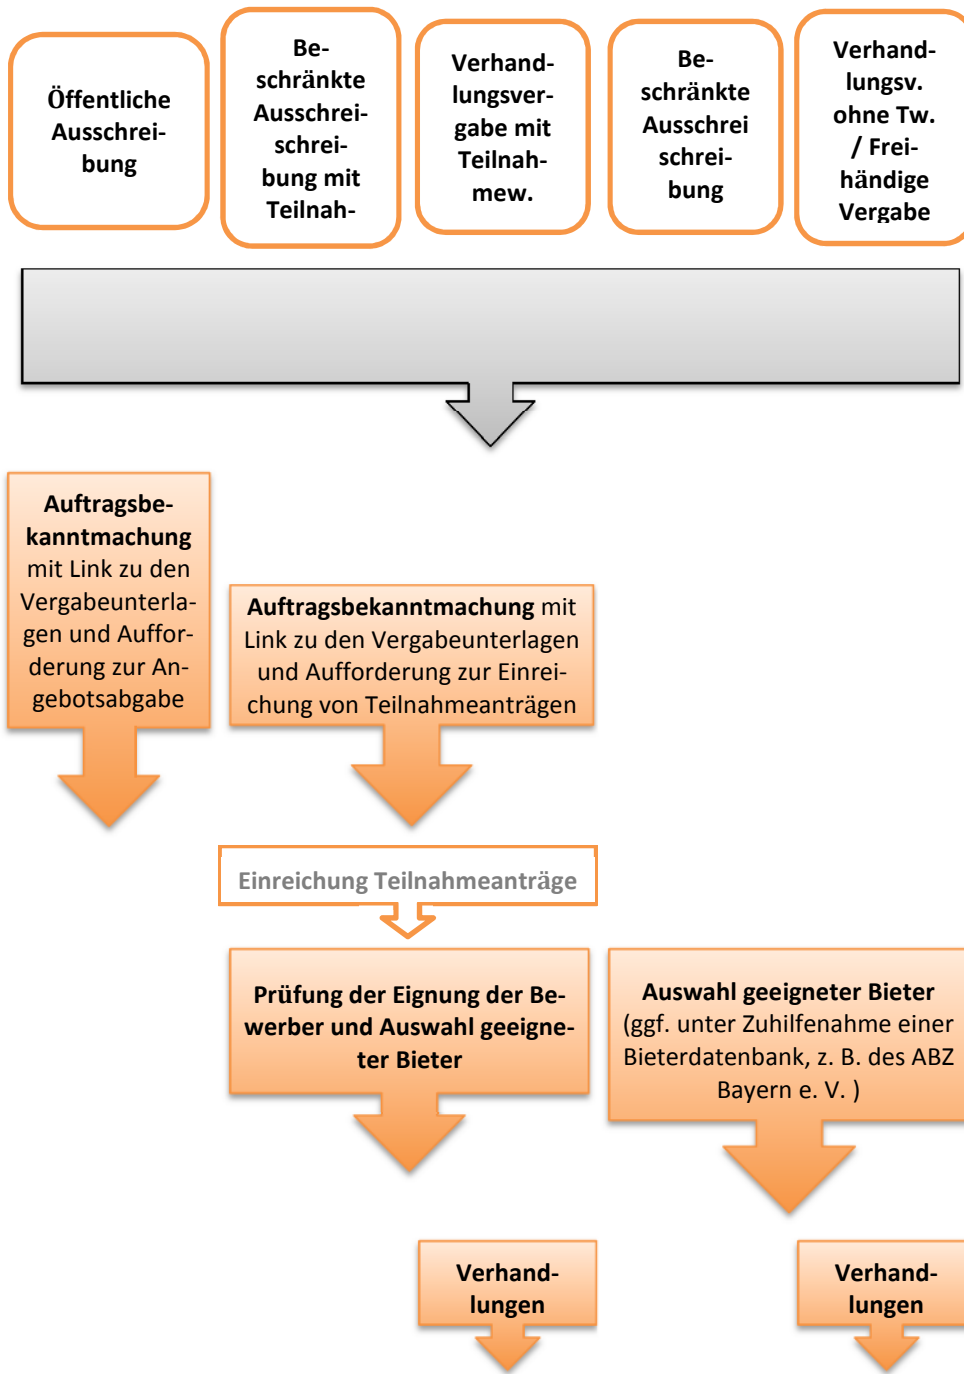 Öffentliche
Ausschrei-
bung
Be-
schränkte
Ausschrei-
schrei-
bung mit
Teilnah-
Verhand-
lungsver-
gabe mit
Teilnah-
mew.
Be-
schränkte
Ausschrei
schrei-
bung
Verhand-
lungsv.
ohne Tw.
/ Frei-
händige
Vergabe
Auftragsbe-
kanntmachung
mit Link zu den
Vergabeunterla-
gen und Auffor-
derung zur An-
gebotsabgabe
Auftragsbekanntmachung mit
Link zu den Vergabeunterlagen
und Aufforderung zur Einrei-
chung von Teilnahmeanträgen
Einreichung Teilnahmeanträge
Prüfung der Eignung der Be-
werber und Auswahl geeigne-
ter Bieter
Auswahl geeigneter Bieter
(ggf. unter Zuhilfenahme einer
Bieterdatenbank, z. B. des ABZ
Bayern e. V. )
Verhand-
lungen
Verhand-
lungen